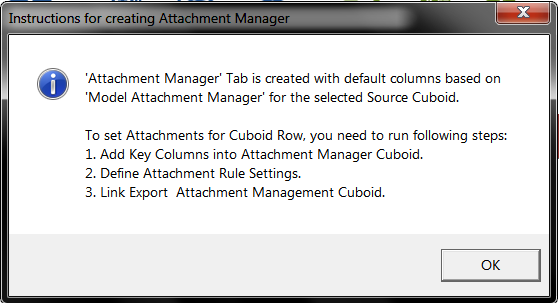 Instructions for creating Attachment Manager
'Attachment Manager' Tab is created with default columns based on
'Model Attachment Manager' for the selected Source Cuboid.
To set Attachments for Cuboid Row, you need to run following steps:
1. Add Key Columns into Attachment Manager Cuboid.
2. Define Attachment Rule Settings.
3. Link Export  Attachment Management Cuboid.
OK